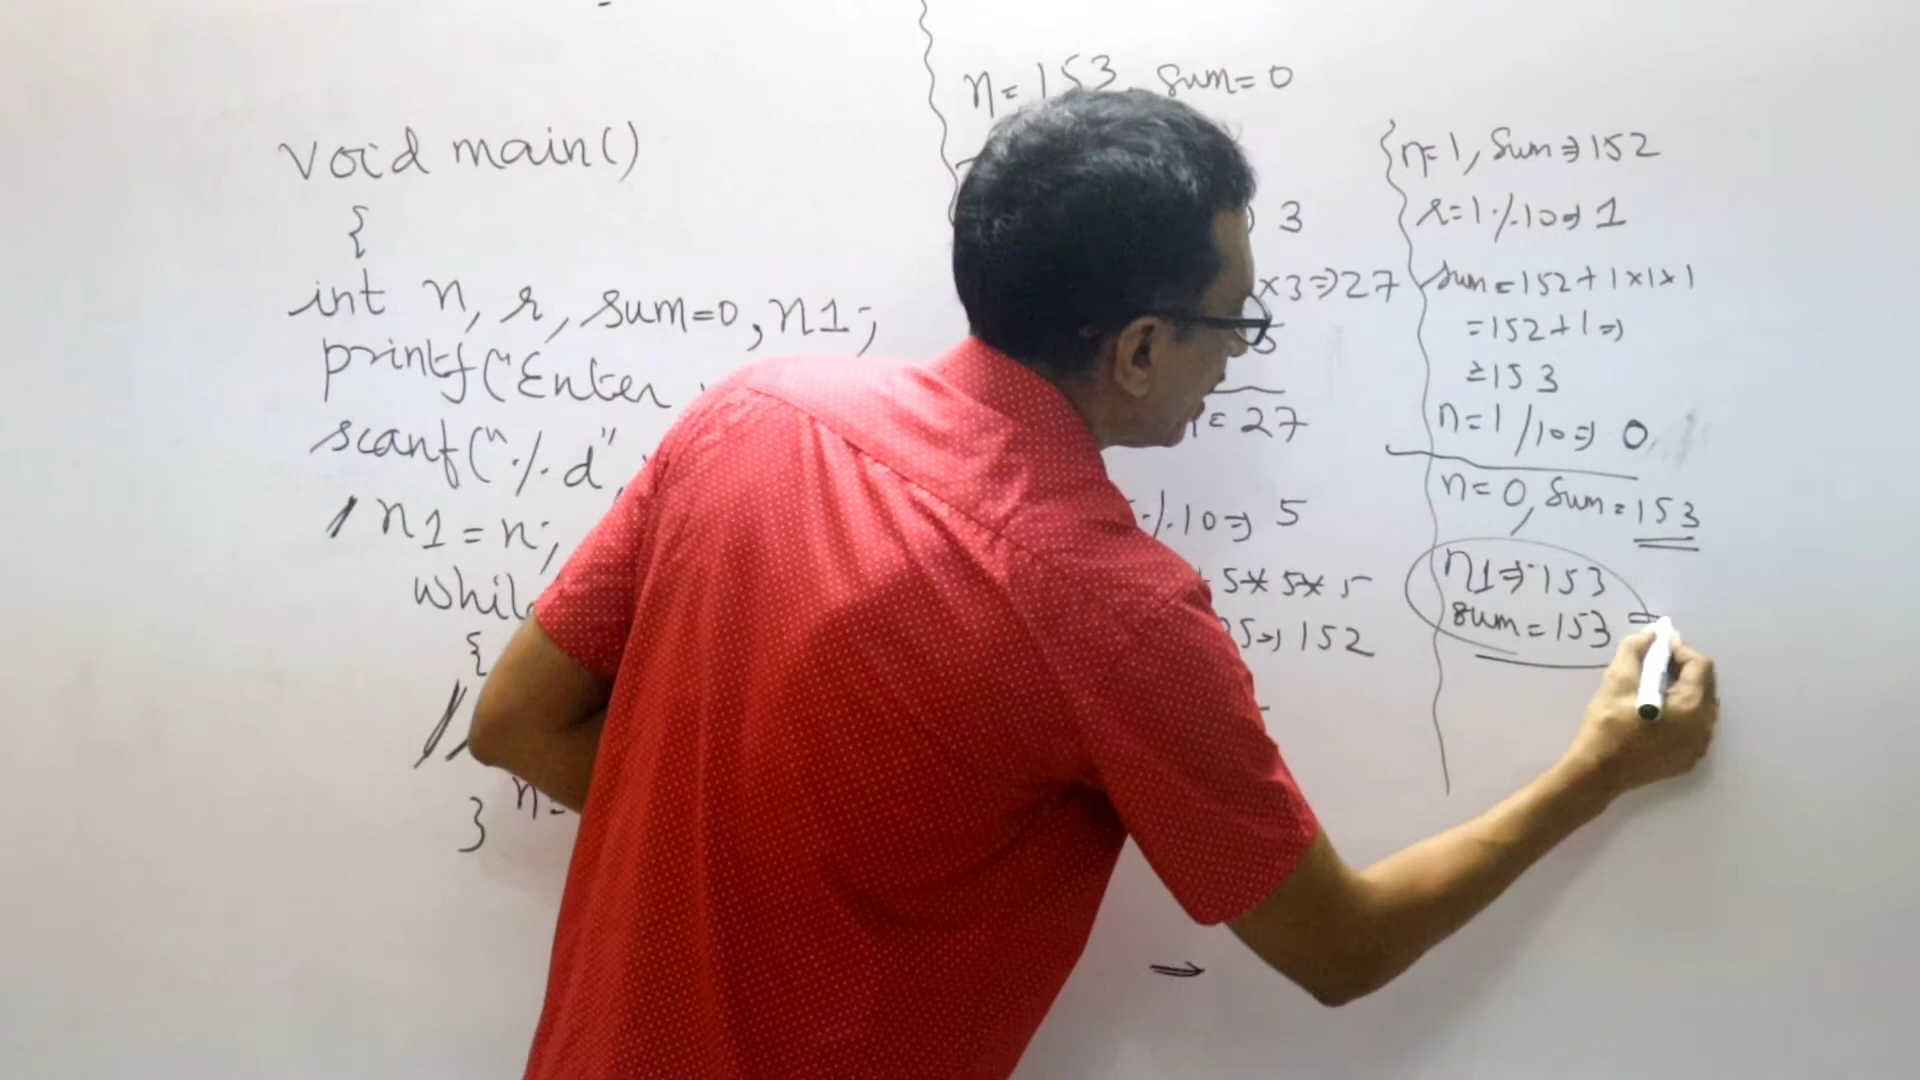 void main()
{
int n, r, sum=0, n1;
printf("Enter
scanf("%d",
n1 = n;
while
{
n=
}
n=153, sum=0
3
×3⇒27
= 27
%10⇒ 5
5* 5* 5
⇒ 152
n=1, Sum⇒152
r=1%10⇒1
sum=152+1×1×1
=152+1⇒
⇒153
n=1/10⇒ 0
n=0, Sum=153
n1⇒153
sum=153 =
→